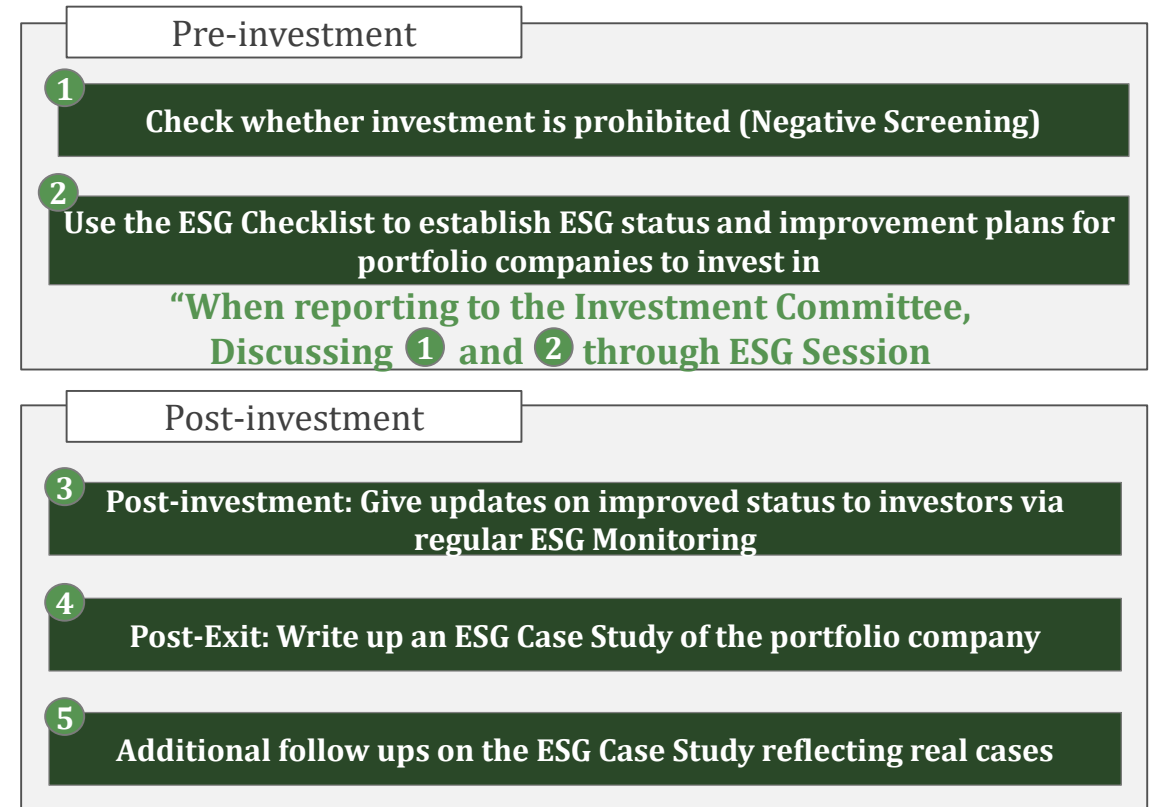 Pre-investment
1
Check whether investment is prohibited (Negative Screening)
2
Use the ESG Checklist to establish ESG status and improvement plans for
portfolio companies to invest in
“When reporting to the Investment Committee,
Discussing 1 and 2 through ESG Session
Post-investment
3
Post-investment: Give updates on improved status to investors via
regular ESG Monitoring
4
Post-Exit: Write up an ESG Case Study of the portfolio company
5
Additional follow ups on the ESG Case Study reflecting real cases